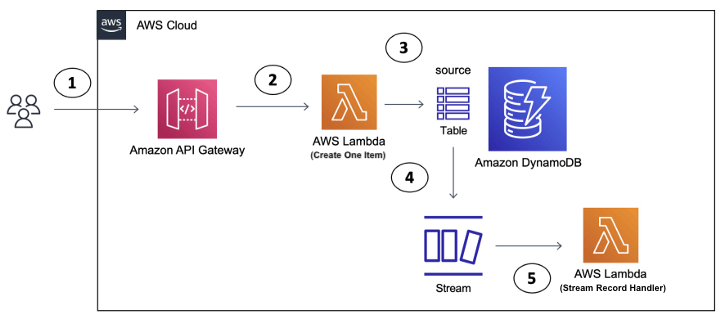 aws
AWS Cloud
1
2
3
source
Table
Amazon API Gateway
AWS Lambda
(Create One Item)
Amazon DynamoDB
4
Stream
5
AWS Lambda
(Stream Record Handler)